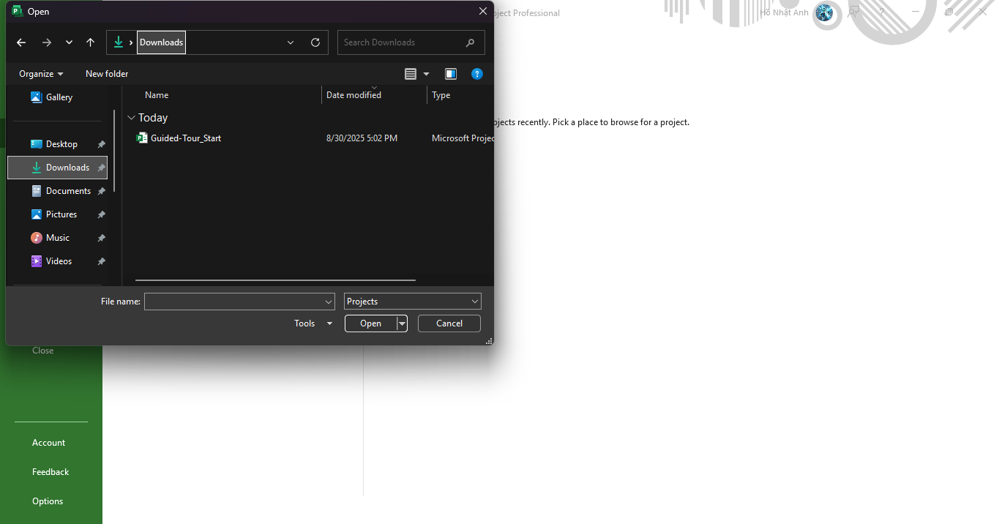 Open
oject Professional
Hồ Nhật Anh
?
Downloads
Search Downloads
Organize
New folder
?
Gallery
Desktop
Downloads
Documents
Pictures
Music
Videos
Name
Date modified
Type
Today
Guided-Tour_Start
8/30/2025 5:02 PM
Microsoft Projec
ojects recently. Pick a place to browse for a project.
File name:
Projects
Tools
Open
Cancel
Close
Account
Feedback
Options